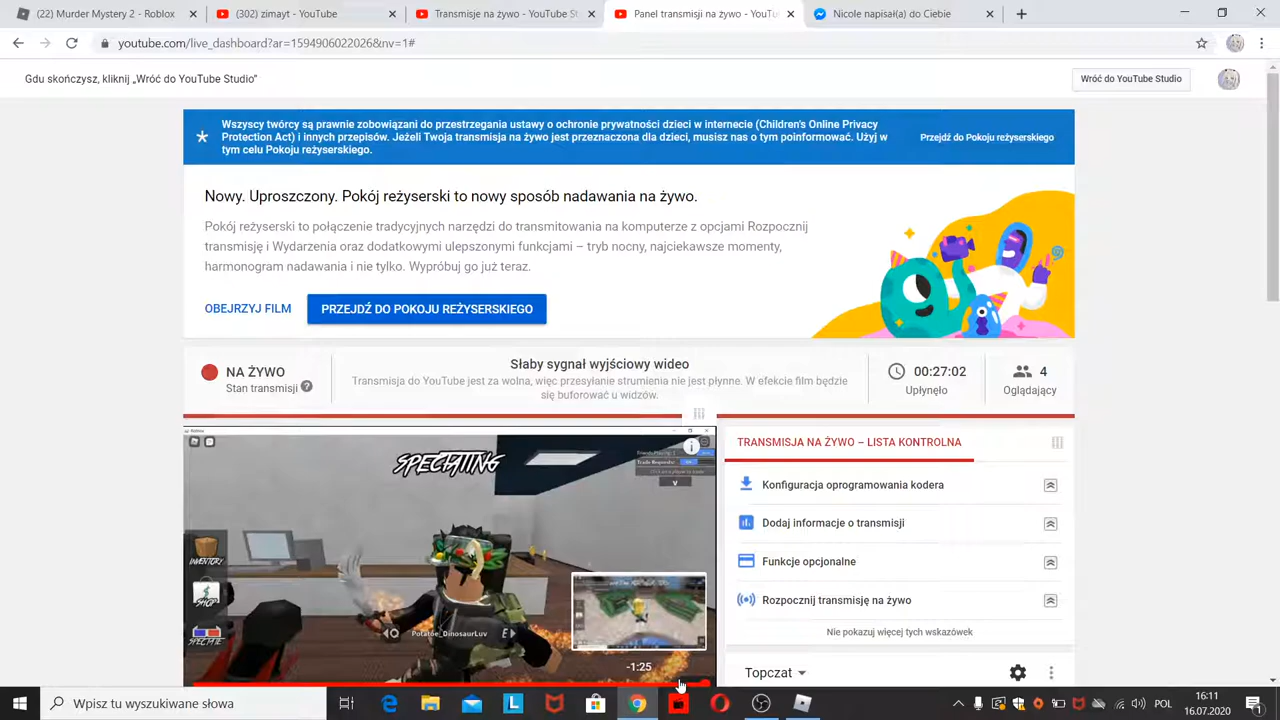 (22) Murder Mystery 2 - Roblox
(302) zimayt - YouTube
Transmisje na żywo - YouTube St
Panel transmisji na żywo - YouTu
Nicole napisał(a) do Ciebie
youtube.com/live_dashboard?ar=1594906022026&nv=1#
Gdu skończysz, kliknij „Wróć do YouTube Studio”
Wróć do YouTube Studio
Wszyscy twórcy są prawnie zobowiązani do przestrzegania ustawy o ochronie prywatności dzieci w internecie (Children's Online Privacy
Protection Act) i innych przepisów. Jeżeli Twoja transmisja na żywo jest przeznaczona dla dzieci, musisz nas o tym poinformować. Użyj w
tym celu Pokoju reżyserskiego.
Przejdź do Pokoju reżyserskiego
Nowy. Uproszczony. Pokój reżyserski to nowy sposób nadawania na żywo.
Pokój reżyserski to połączenie tradycyjnych narzędzi do transmitowania na komputerze z opcjami Rozpocznij
transmisję i Wydarzenia oraz dodatkowymi ulepszonymi funkcjami – tryb nocny, najciekawsze momenty,
harmonogram nadawania i nie tylko. Wypróbuj go już teraz.
OBEJRZYJ FILM
PRZEJDŹ DO POKOJU REŻYSERSKIEGO
NA ŻYWO
Stan transmisji
Słaby sygnał wyjściowy wideo
Transmisja do YouTube jest za wolna, więc przesyłanie strumienia nie jest płynne. W efekcie film będzie
się buforować u widzów.
00:27:02
Upłynęło
4
Oglądający
SPECTATING
INVENTORY
SHOP
SPECTATE
Q
Potatoe_DinosaurLuv
E
-1:25
TRANSMISJA NA ŻYWO – LISTA KONTROLNA
Konfiguracja oprogramowania kodera
Dodaj informacje o transmisji
Funkcje opcjonalne
Rozpocznij transmisję na żywo
Nie pokazuj więcej tych wskazówek
Topczat
Wpisz tu wyszukiwane słowa
16:11
16.07.2020